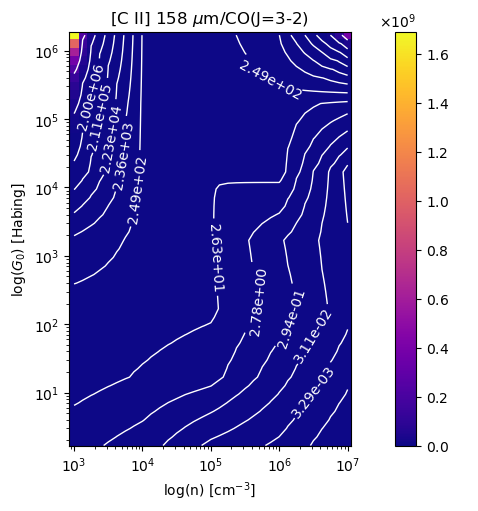 [C II] 158 μm/CO(J=3-2)
×10⁹
log(G₀) [Habing]
10⁶
10⁵
10⁴
10³
10²
10¹
2.00e+06
2.11e+05
2.23e+04
2.36e+03
2.49e+02
2.49e+02
2.63e+01
2.78e+00
2.94e-01
3.11e-02
3.29e-03
10³ 10⁴ 10⁵ 10⁶ 10⁷
log(n) [cm⁻³]
1.6
1.4
1.2
1.0
0.8
0.6
0.4
0.2
0.0